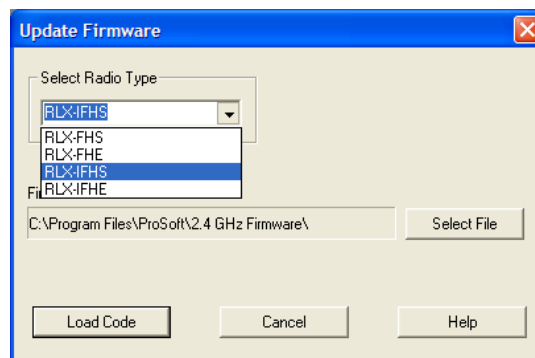 Update Firmware
Select Radio Type
RLX-IFHS
RLX-FHS
RLX-FHE
RLX-IFHS
RLX-IFHE
C:\Program Files\ProSoft\2.4 GHz Firmware\
Select File
Load Code
Cancel
Help